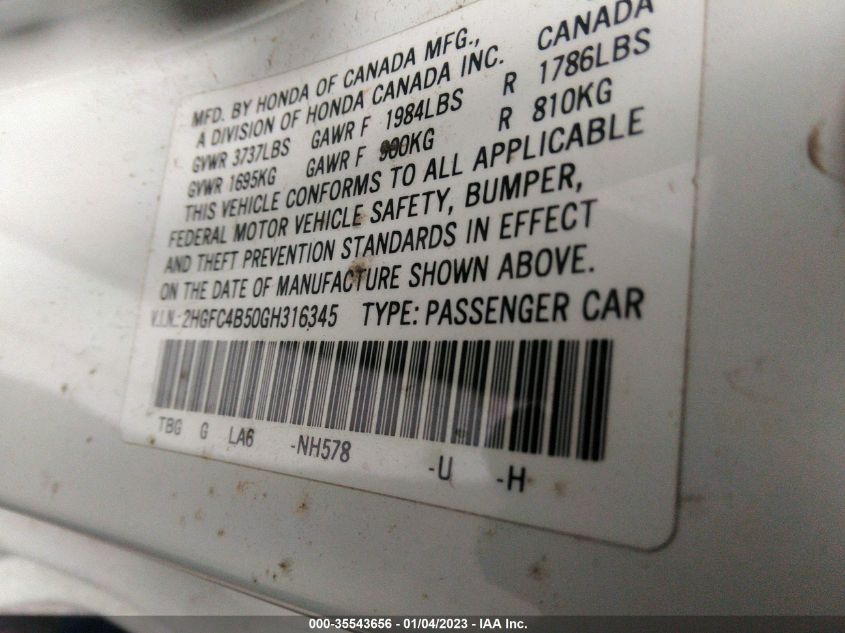 MFD. BY HONDA OF CANADA MFG.,
A DIVISION OF HONDA CANADA INC. CANADA
GVWR 3737LBS GAWR F 1984LBS R 1786LBS
GVWR 1695KG GAWR F 900KG R 810KG
THIS VEHICLE CONFORMS TO ALL APPLICABLE
FEDERAL MOTOR VEHICLE SAFETY, BUMPER,
AND THEFT PREVENTION STANDARDS IN EFFECT
ON THE DATE OF MANUFACTURE SHOWN ABOVE.
V.I.N.: 2HGFC4B50GH316345 TYPE: PASSENGER CAR
TBG G LA6 -NH578 -U -H
000-35543656 - 01/04/2023 - IAA Inc.